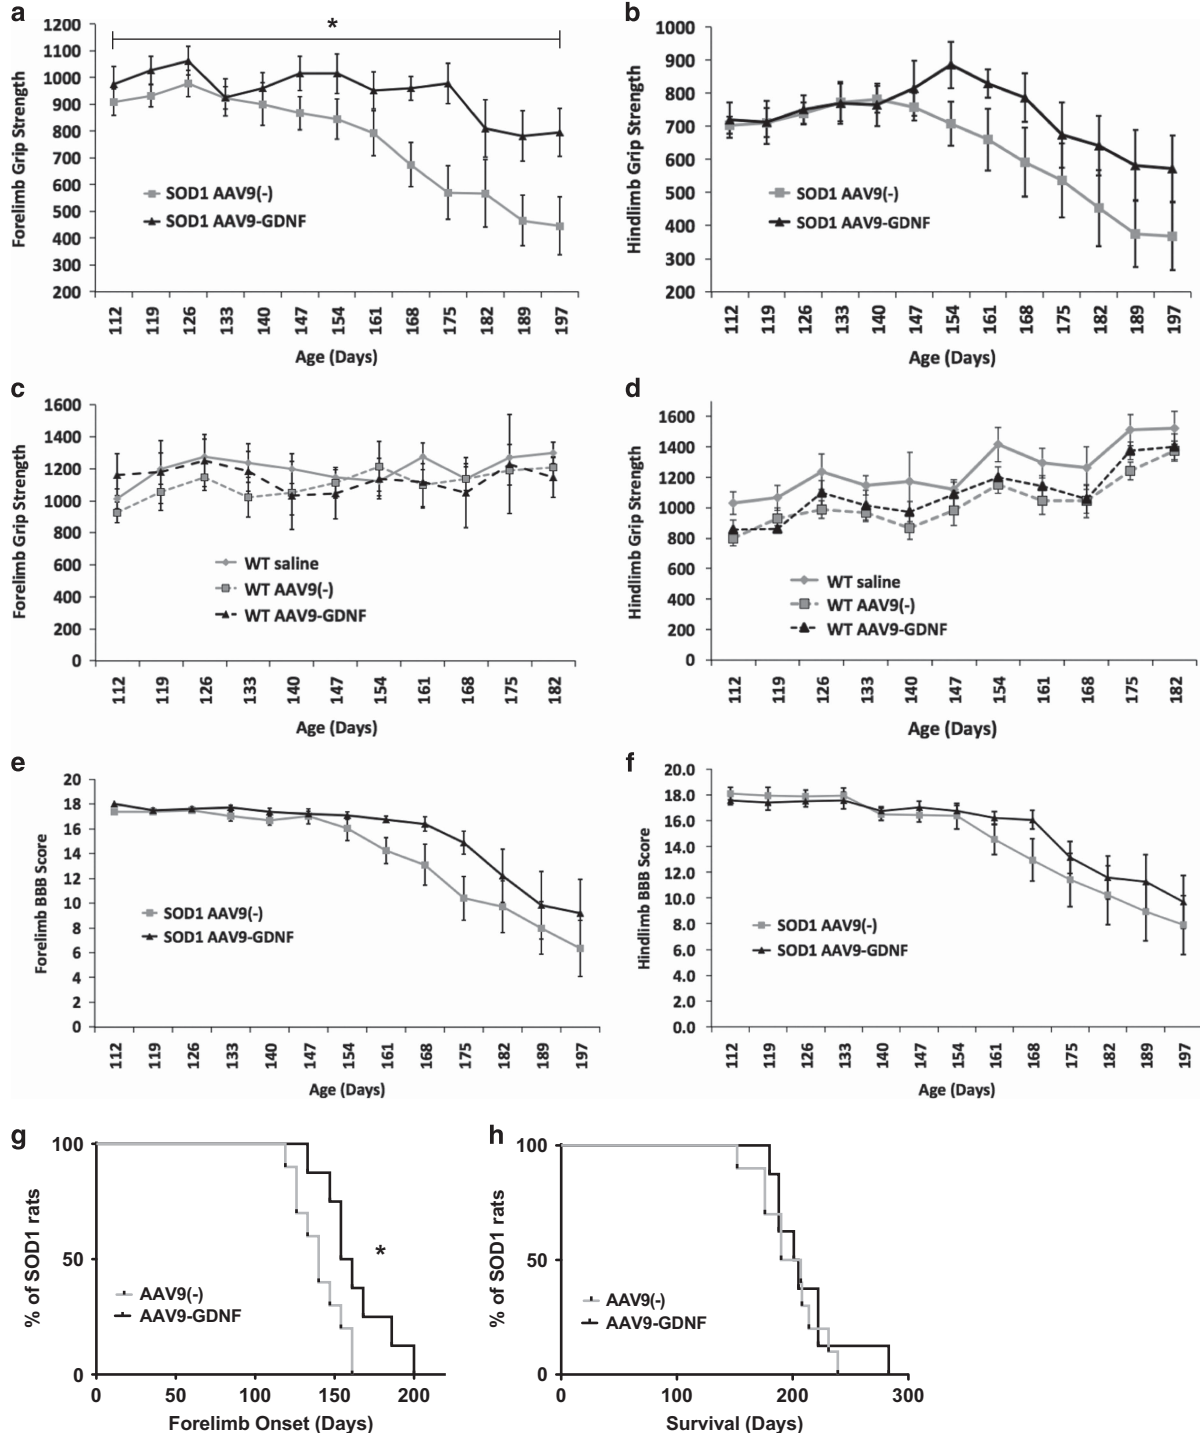 a
*
1200
1100
1000
900
800
700
600
500
400
300
200
Forelimb Grip Strength
SOD1 AAV9(-)
SOD1 AAV9-GDNF
112 119 126 133 140 147 154 161 168 175 182 189 197
Age (Days)
b
1000
900
800
700
600
500
400
300
200
Hindlimb Grip Strength
SOD1 AAV9(-)
SOD1 AAV9-GDNF
112 119 126 133 140 147 154 161 168 175 182 189 197
Age (Days)
c
1600
1400
1200
1000
800
600
400
200
0
Forelimb Grip Strength
WT saline
WT AAV9(-)
WT AAV9-GDNF
112 119 126 133 140 147 154 161 168 175 182
Age (Days)
d
1600
1400
1200
1000
800
600
400
200
0
Hindlimb Grip Strength
WT saline
WT AAV9(-)
WT AAV9-GDNF
112 119 126 133 140 147 154 161 168 175 182
Age (Days)
e
20
18
16
14
12
10
8
6
4
2
0
Forelimb BBB Score
SOD1 AAV9(-)
SOD1 AAV9-GDNF
112 119 126 133 140 147 154 161 168 175 182 189 197
Age (Days)
f
20.0
18.0
16.0
14.0
12.0
10.0
8.0
6.0
4.0
2.0
0.0
Hindlimb BBB Score
SOD1 AAV9(-)
SOD1 AAV9-GDNF
112 119 126 133 140 147 154 161 168 175 182 189 197
Age (Days)
g
100
50
0
% of SOD1 rats
*
AAV9(-)
AAV9-GDNF
0 50 100 150 200
Forelimb Onset (Days)
h
100
50
0
% of SOD1 rats
AAV9(-)
AAV9-GDNF
0 100 200 300
Survival (Days)